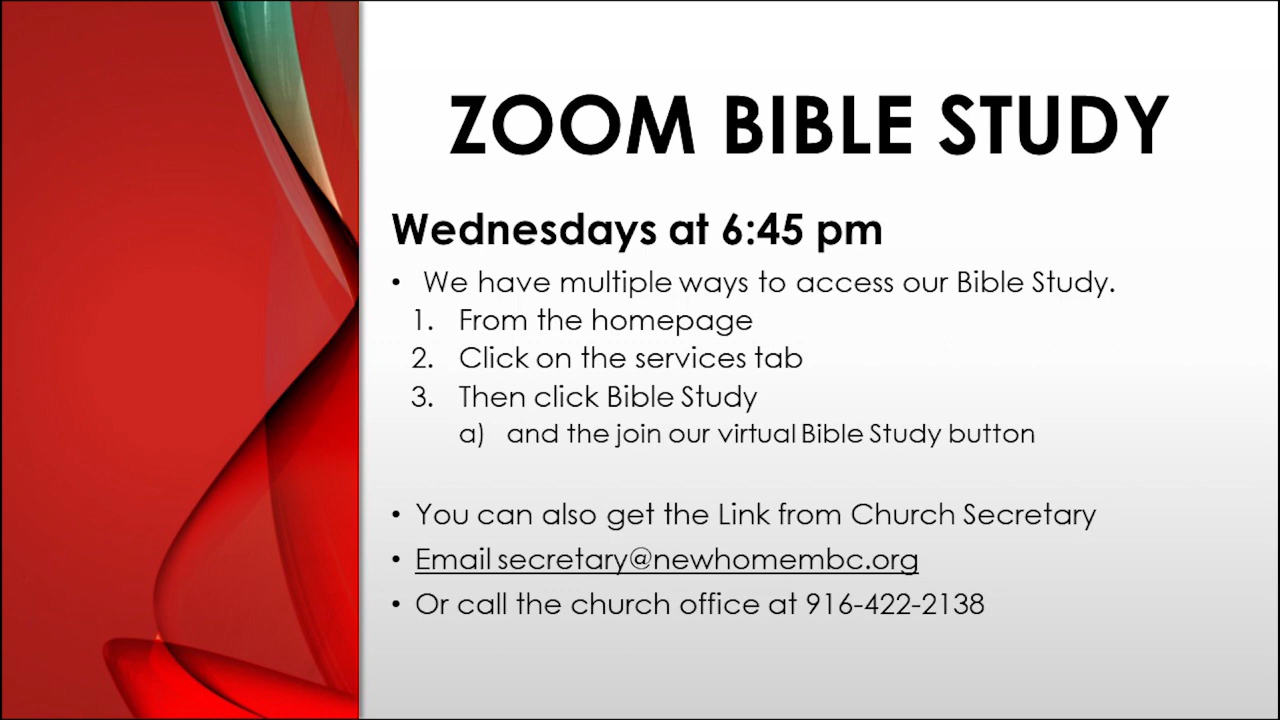 ZOOM BIBLE STUDY
Wednesdays at 6:45 pm
• We have multiple ways to access our Bible Study.
1. From the homepage
2. Click on the services tab
3. Then click Bible Study
a) and the join our virtual Bible Study button
• You can also get the Link from Church Secretary
• Email secretary@newhomembc.org
• Or call the church office at 916-422-2138